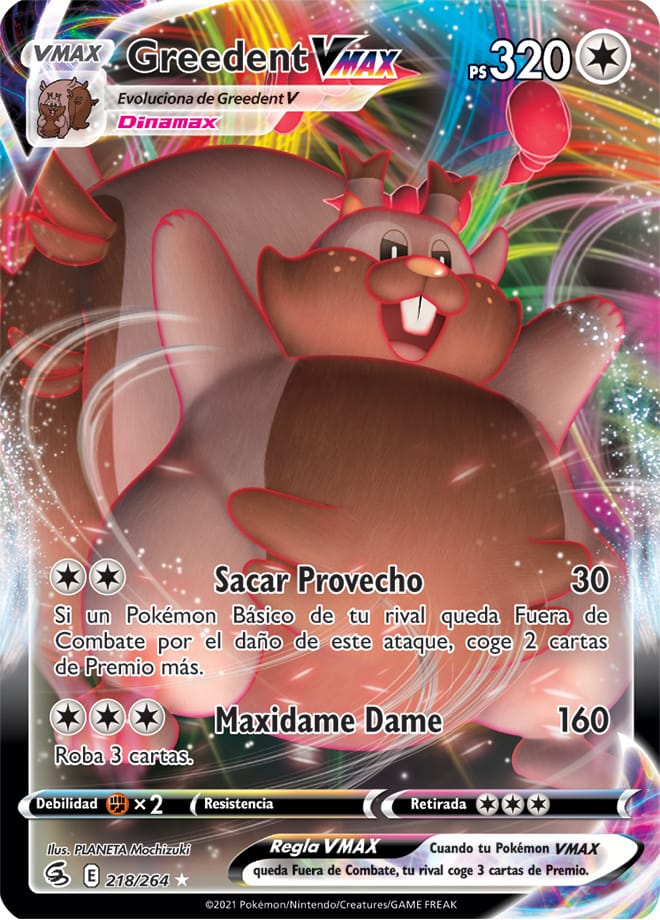 VMAX
Greedent VMAX
PS 320
Evoluciona de Greedent V
Dinamax
Sacar Provecho 30
Si un Pokémon Básico de tu rival queda Fuera de
Combate por el daño de este ataque, coge 2 cartas
de Premio más.
Maxidame Dame 160
Roba 3 cartas.
Debilidad ×2 Resistencia Retirada
Ilus. PLANETA Mochizuki
Regla VMAX Cuando tu Pokémon VMAX
queda Fuera de Combate, tu rival coge 3 cartas de Premio.
E 218/264 ★
©2021 Pokémon/Nintendo/Creatures/GAME FREAK